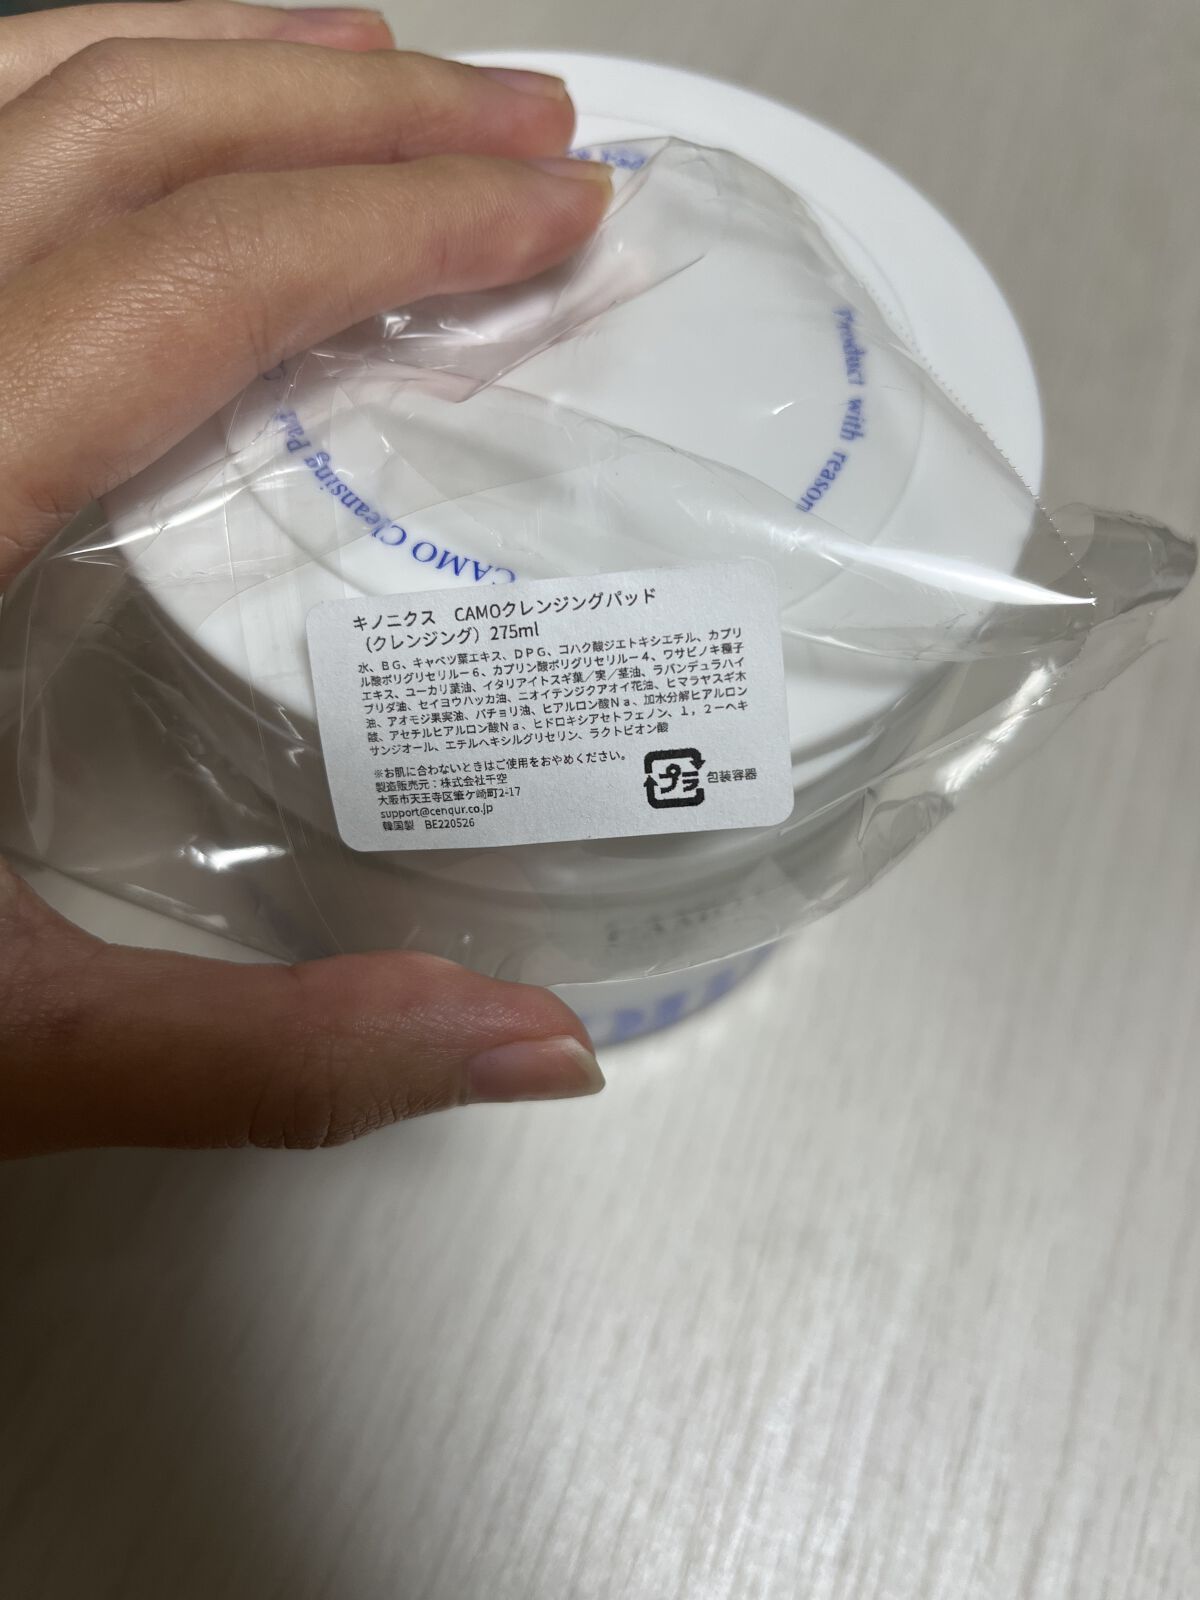 Product with reason
CAMO Cleansing Pad
キノニクス　CAMOクレンジングパッド
（クレンジング）275ml
水、ＢＧ、キャベツ葉エキス、ＤＰＧ、コハク酸ジエトキシエチル、カプリ
ル酸ポリグリセリル－６、カプリン酸ポリグリセリル－４、ワサビノキ種子
エキス、ユーカリ葉油、イタリアイトスギ葉／実／茎油、ラバンデュラハイ
ブリダ油、セイヨウハッカ油、ニオイテンジクアオイ花油、ヒマラヤスギ木
油、アオモジ果実油、パチョリ油、ヒアルロン酸Ｎａ、加水分解ヒアルロン
酸、アセチルヒアルロン酸Ｎａ、ヒドロキシアセトフェノン、１，２－ヘキ
サンジオール、エチルヘキシルグリセリン、ラクトビオン酸
※お肌に合わないときはご使用をおやめください。
製造販売元：株式会社千空
大阪市天王寺区筆ケ崎町2-17
support@cenqur.co.jp
韓国製　BE220526
プラ 包装容器